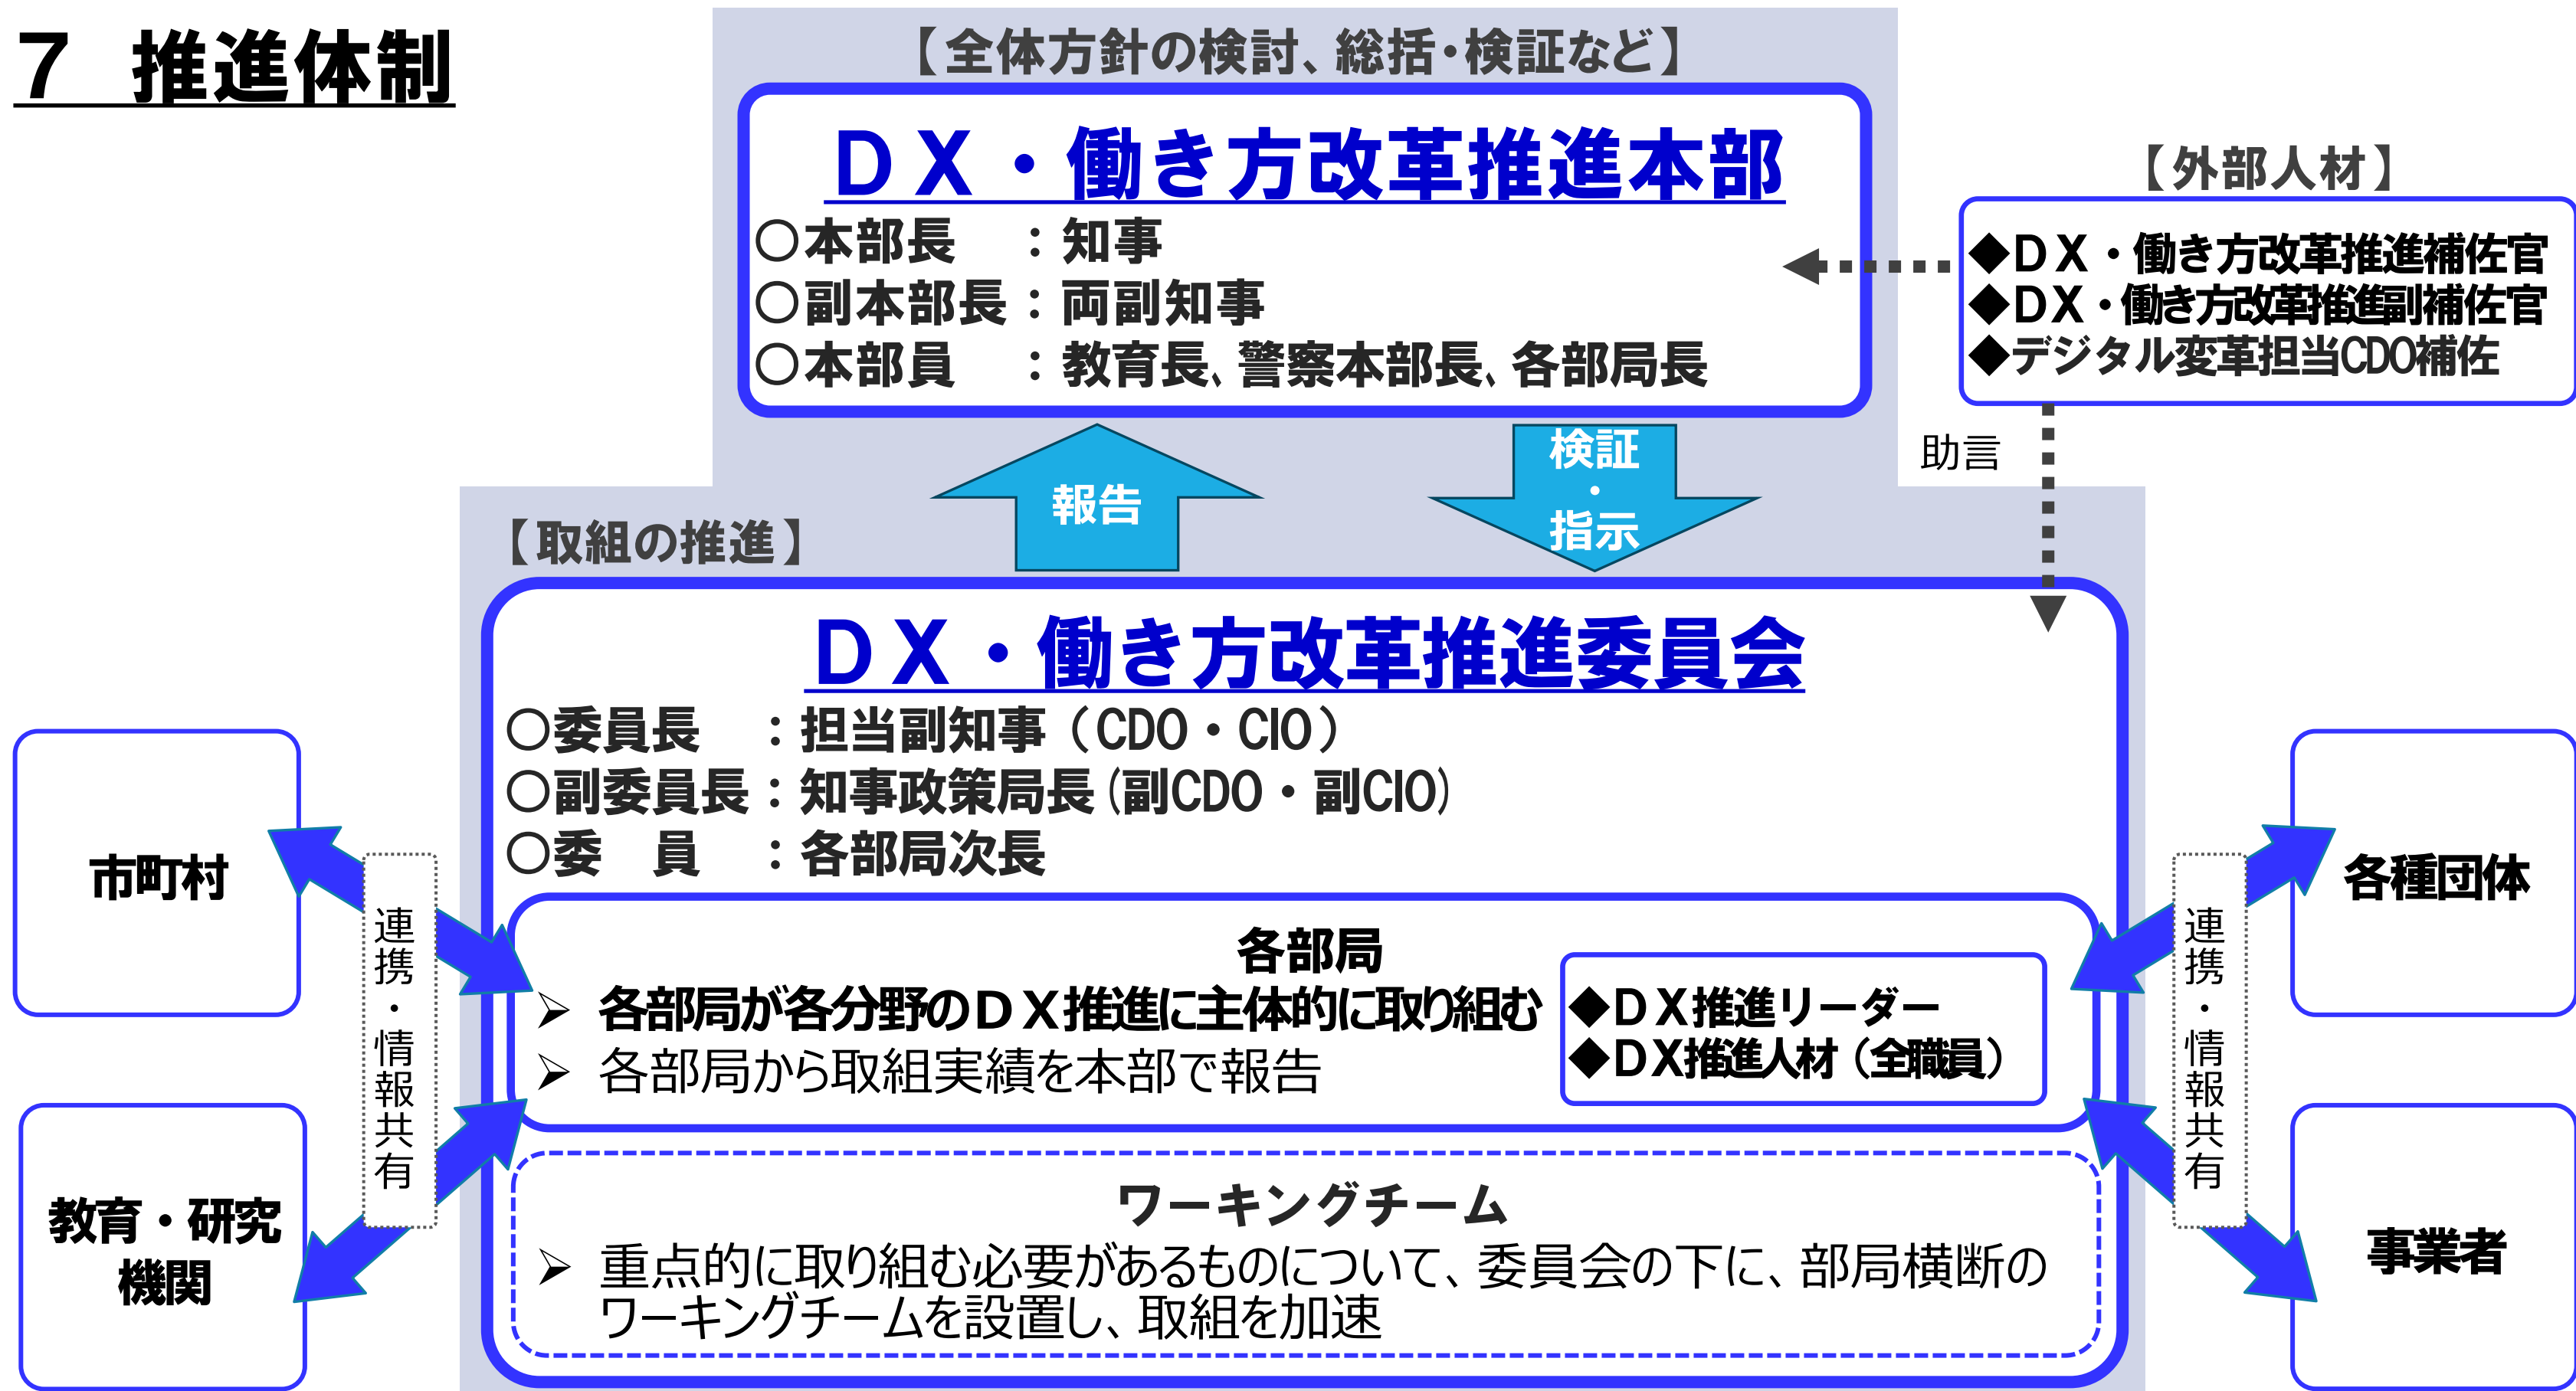 ７　推進体制
【全体方針の検討、総括・検証など】
ＤＸ・働き方改革推進本部
○本部長　：知事
○副本部長：両副知事
○本部員　：教育長、警察本部長、各部局長
【外部人材】
◆ＤＸ・働き方改革推進補佐官
◆ＤＸ・働き方改革推進副補佐官
◆デジタル変革担当CDO補佐
助言
報告
検証
・
指示
【取組の推進】
ＤＸ・働き方改革推進委員会
○委員長　：担当副知事（CDO・CIO）
○副委員長：知事政策局長(副CDO・副CIO)
○委　員　：各部局次長
各部局
➢ 各部局が各分野のＤＸ推進に主体的に取り組む
➢ 各部局から取組実績を本部で報告
◆ＤＸ推進リーダー
◆ＤＸ推進人材（全職員）
ワーキングチーム
➢ 重点的に取り組む必要があるものについて、委員会の下に、部局横断の
ワーキングチームを設置し、取組を加速
市町村
教育・研究
機関
連携・情報共有
各種団体
事業者
連携・情報共有